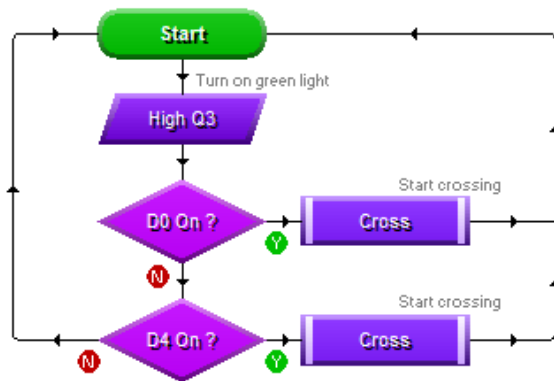 Start
Turn on green light
High Q3
Start crossing
D0 On ?
Cross
Y
N
Start crossing
D4 On ?
Cross
N
Y